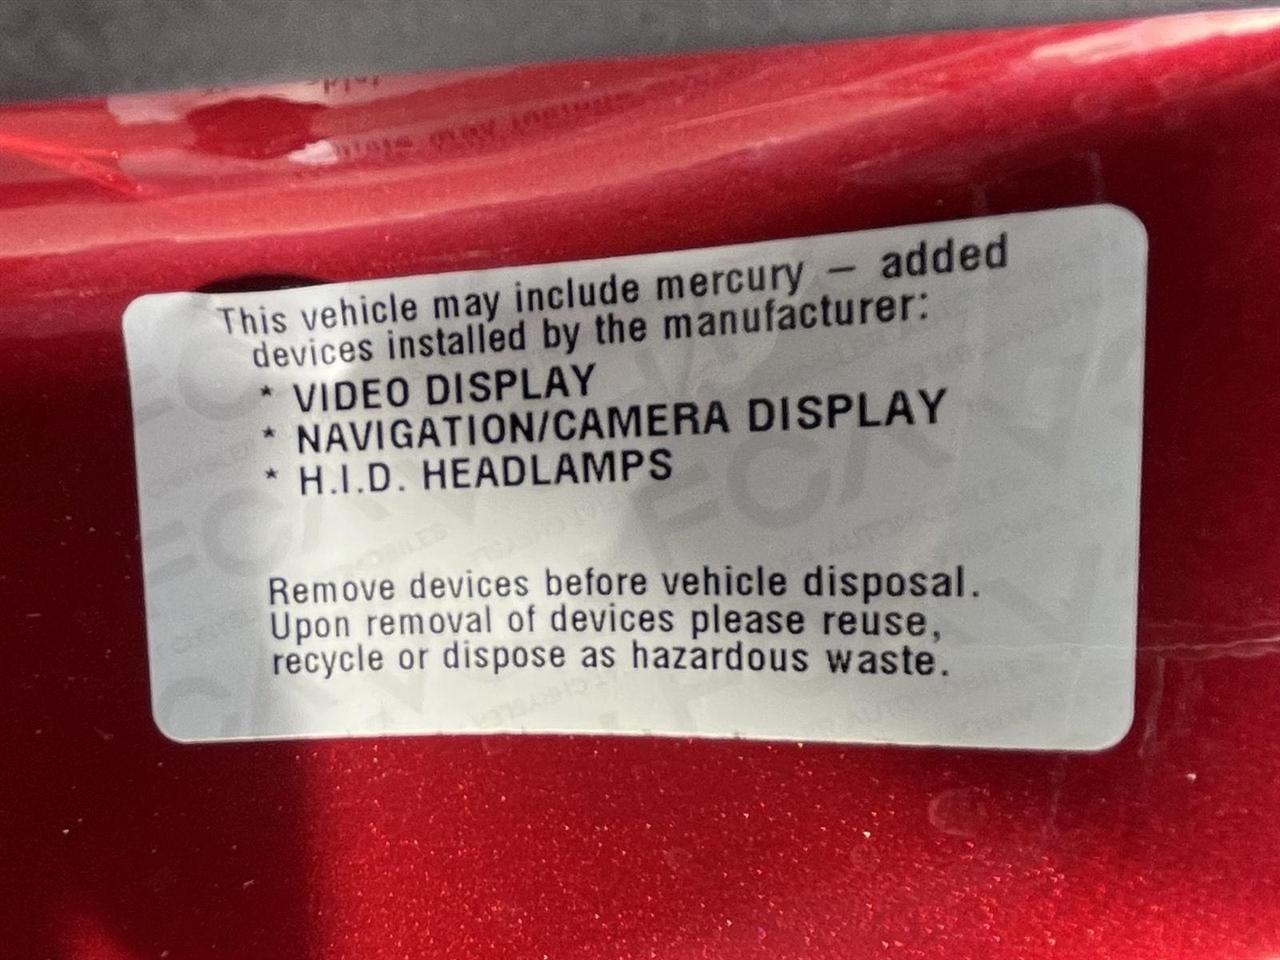 This vehicle may include mercury – added
devices installed by the manufacturer:
* VIDEO DISPLAY
* NAVIGATION/CAMERA DISPLAY
* H.I.D. HEADLAMPS
Remove devices before vehicle disposal.
Upon removal of devices please reuse,
recycle or dispose as hazardous waste.